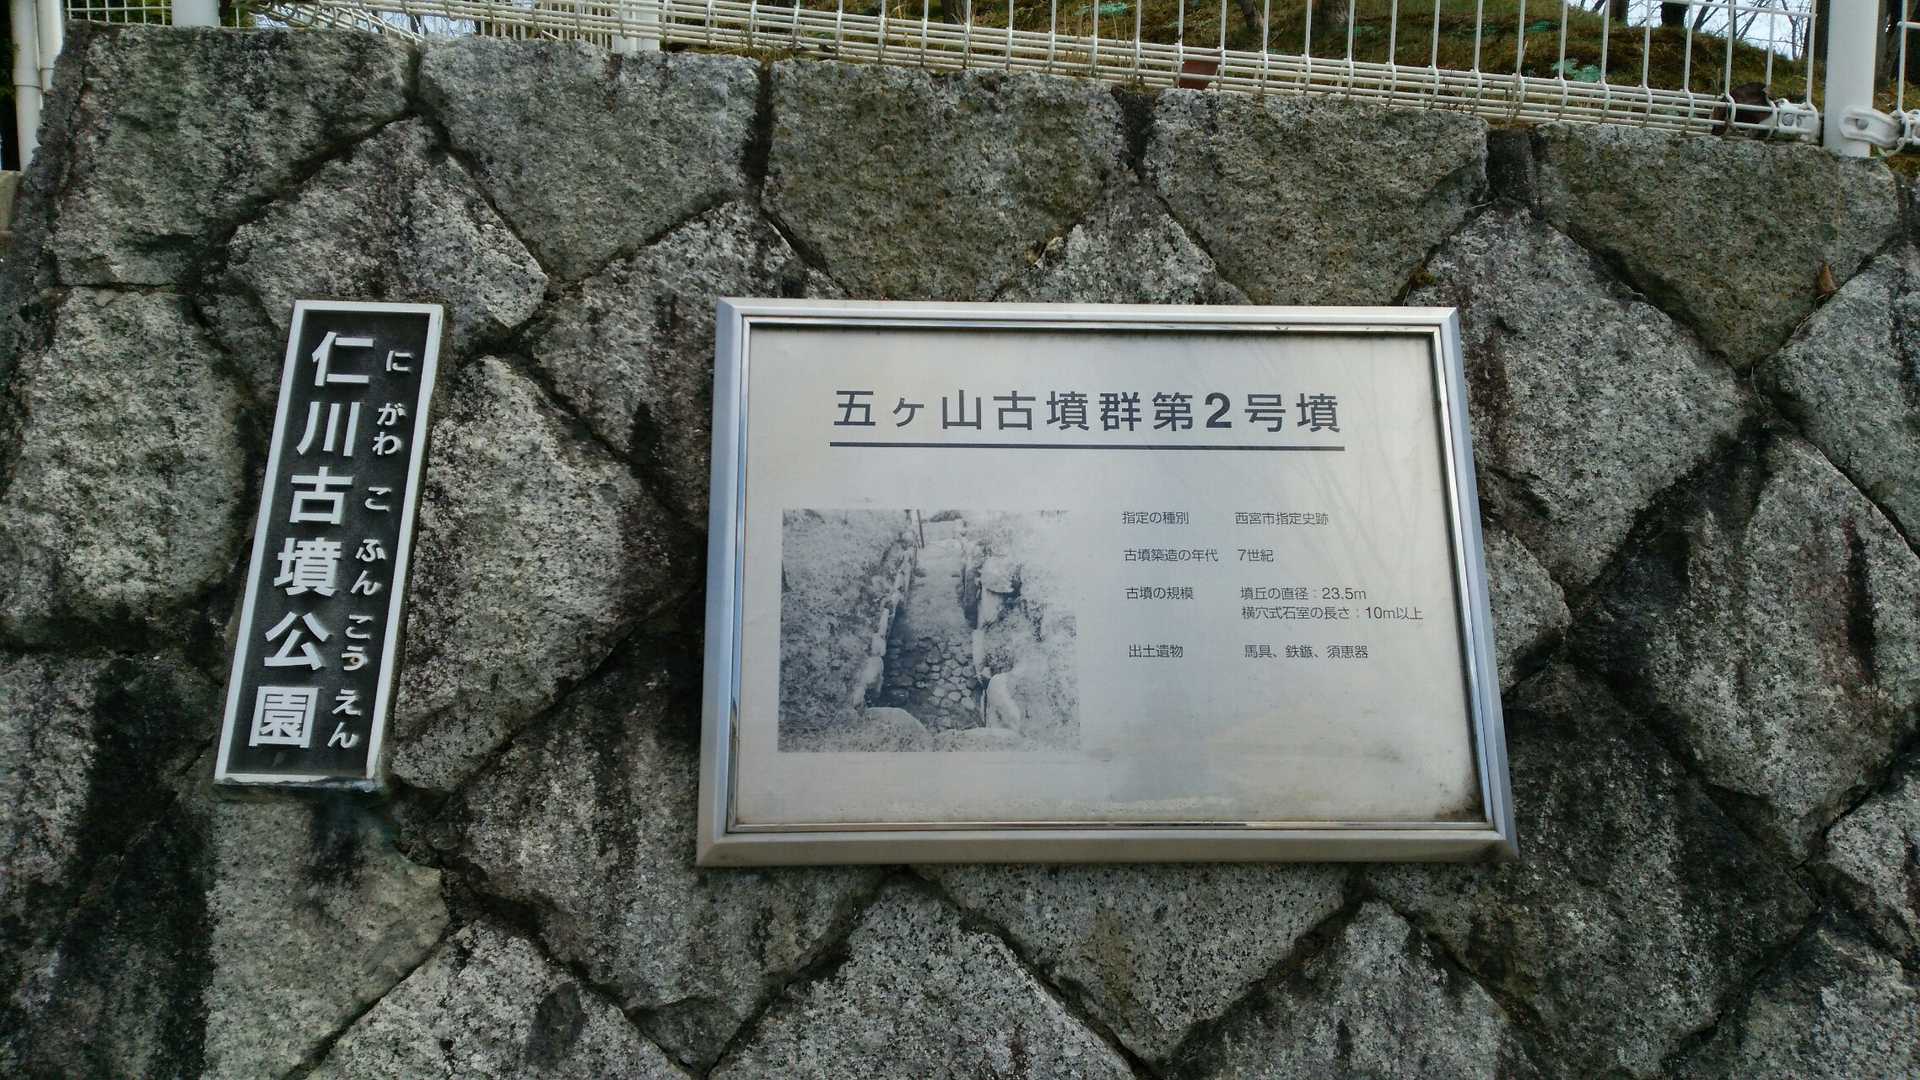 仁川古墳公園
にがわ こふんこうえん
五ヶ山古墳群第2号墳
指定の種別 西宮市指定史跡
古墳築造の年代 7世紀
古墳の規模 墳丘の直径:23.5m
横穴式石室の長さ:10m以上
出土遺物 馬具、鉄鏃、須恵器